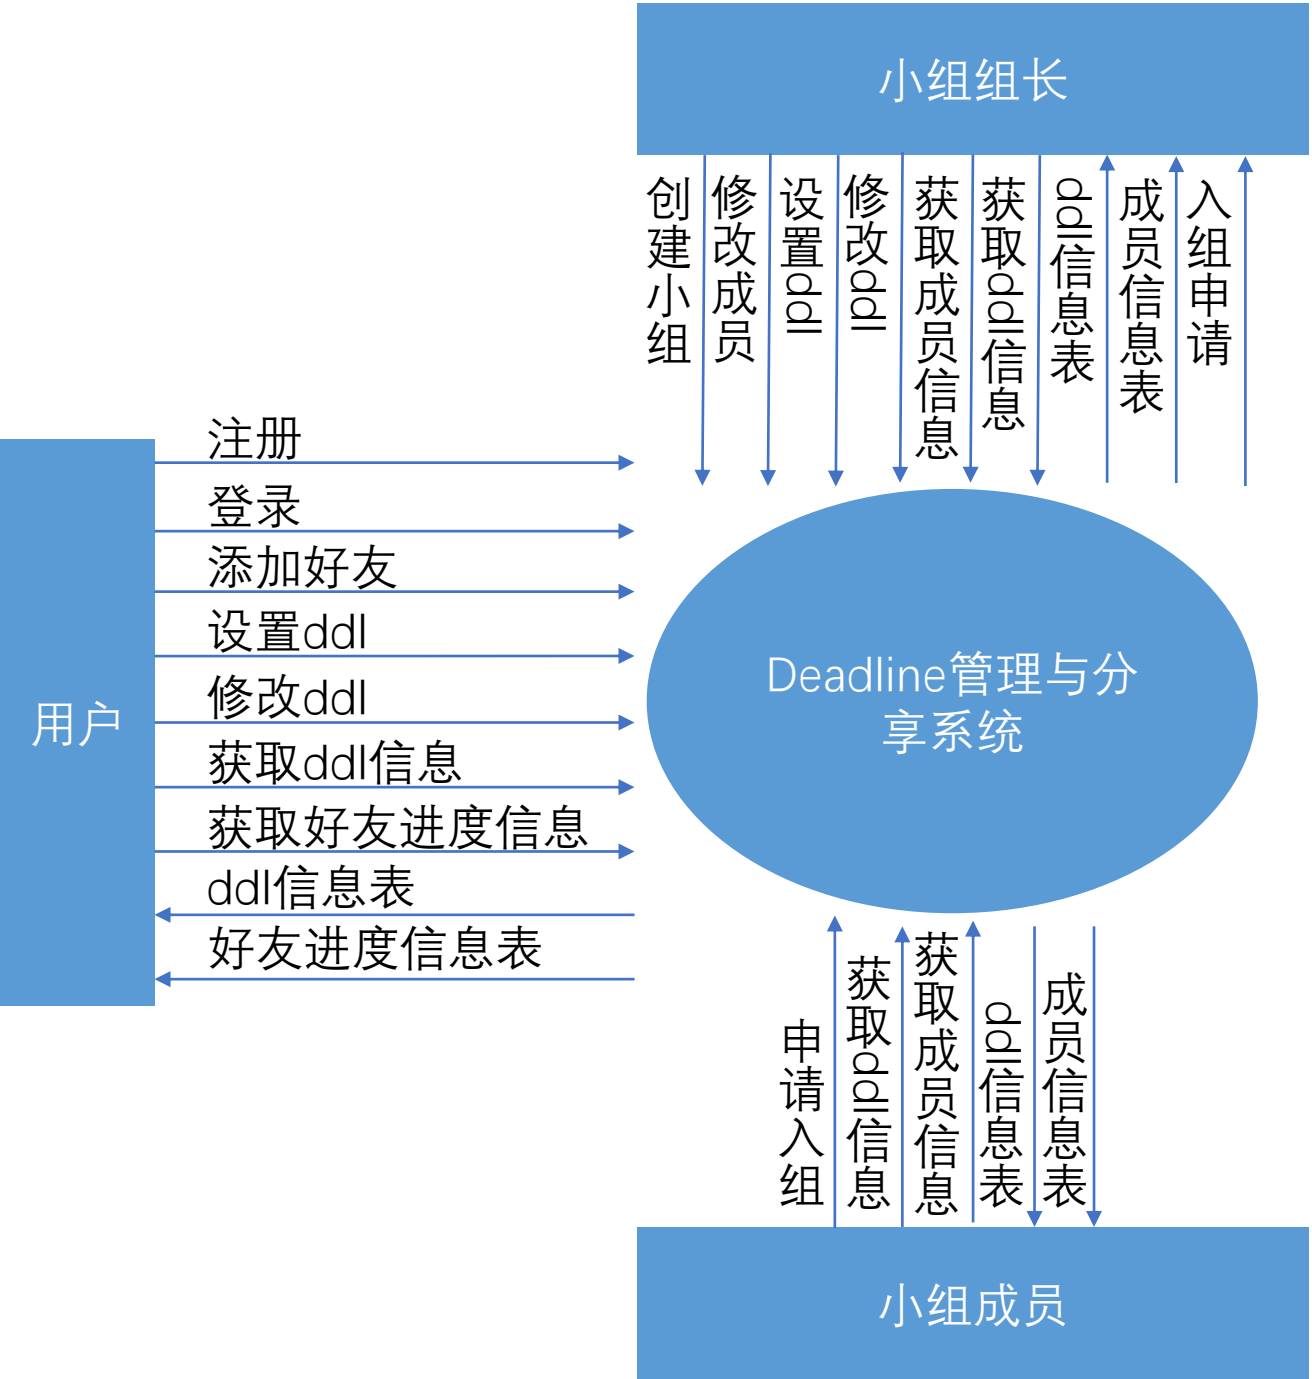 小组组长
创建小组
修改成员
设置ddl
修改ddl
获取成员信息
获取ddl信息
ddl信息表
成员信息表
入组申请
注册
登录
添加好友
设置ddl
修改ddl
获取ddl信息
获取好友进度信息
ddl信息表
好友进度信息表
用户
Deadline管理与分
享系统
申请入组
获取ddl信息
获取成员信息
ddl信息表
成员信息表
小组成员